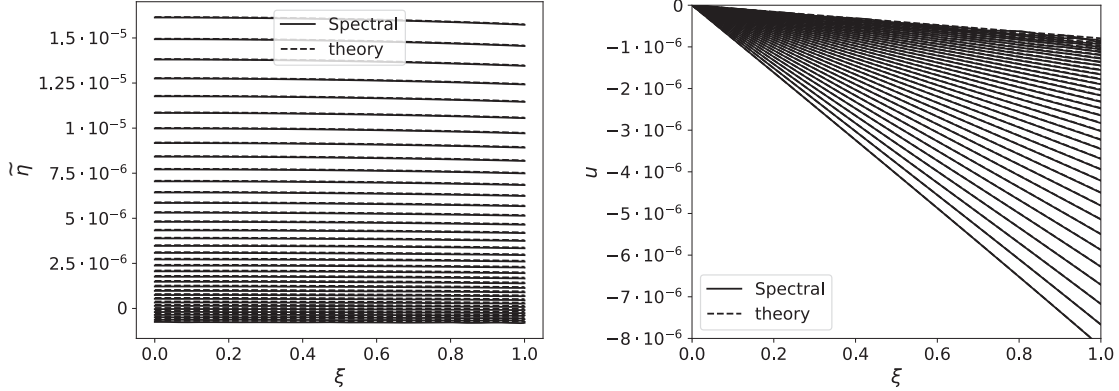 1.5 · 10⁻⁵
1.25 · 10⁻⁵
1 · 10⁻⁵
7.5 · 10⁻⁶
5 · 10⁻⁶
2.5 · 10⁻⁶
0
η̃
0.0 0.2 0.4 0.6 0.8 1.0
ξ
Spectral
theory
0
−1 · 10⁻⁶
−2 · 10⁻⁶
−3 · 10⁻⁶
−4 · 10⁻⁶
−5 · 10⁻⁶
−6 · 10⁻⁶
−7 · 10⁻⁶
−8 · 10⁻⁶
u
0.0 0.2 0.4 0.6 0.8 1.0
ξ
Spectral
theory